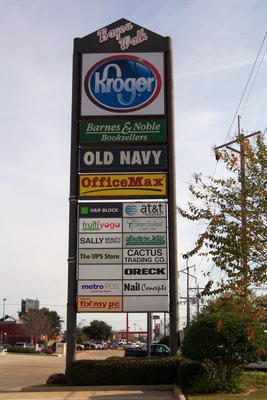 Bayou
Walk
Kroger
Barnes & Noble
Booksellers
OLD NAVY
OfficeMax
H&R BLOCK
at&t
fruitiyogo
SALLY BEAUTY
The UPS Store
CACTUS
TRADING CO.
ORECK
metroPCS
Nail Concepts
fix my pc